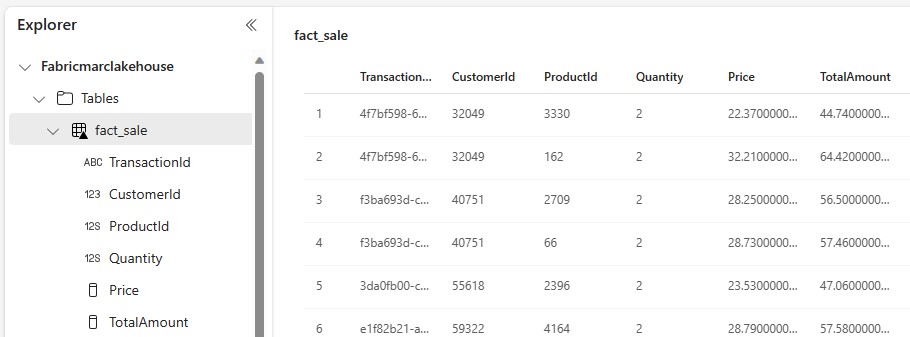 Explorer
Fabricmarclakehouse
Tables
fact_sale
ABC TransactionId
123 CustomerId
12S ProductId
12S Quantity
Price
TotalAmount
fact_sale
Transaction... CustomerId ProductId Quantity Price TotalAmount
1 4f7bf598-6... 32049 3330 2 22.3700000... 44.7400000...
2 4f7bf598-6... 32049 162 2 32.2100000... 64.4200000...
3 f3ba693d-c... 40751 2709 2 28.2500000... 56.5000000...
4 f3ba693d-c... 40751 66 2 28.7300000... 57.4600000...
5 3da0fb00-c... 55618 2396 2 23.5300000... 47.0600000...
6 e1f82b21-a... 59322 4164 2 28.7900000... 57.5800000...